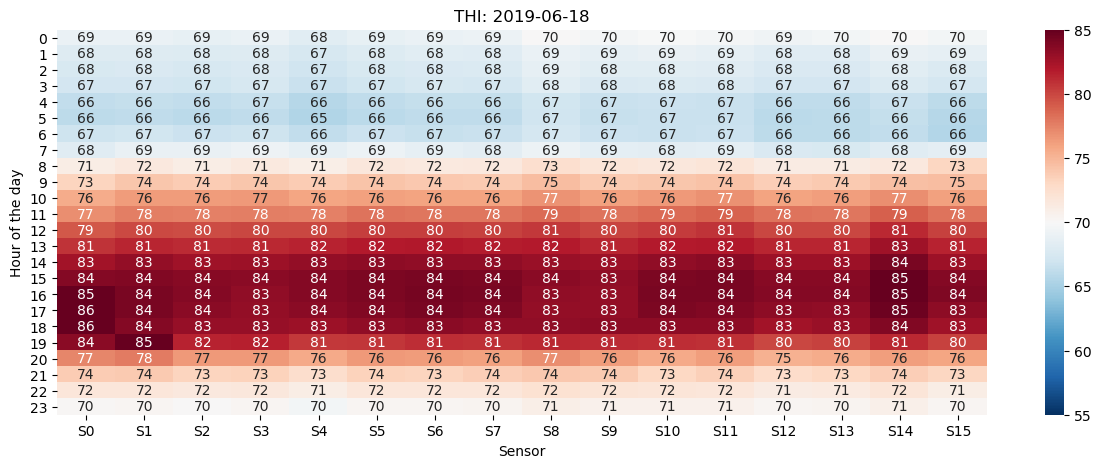 THI: 2019-06-18
Hour of the day
0 69 69 69 69 68 69 69 69 70 70 70 70 69 70 70 70
1 68 68 68 68 67 68 68 68 69 69 69 69 68 68 69 69
2 68 68 68 68 67 68 68 68 69 68 68 68 68 68 68 68
3 67 68 67 67 67 67 67 67 68 68 68 68 67 67 68 67
4 66 66 66 67 66 66 66 66 67 67 67 67 66 66 67 66
5 66 66 66 66 65 66 66 66 67 66 67 67 66 66 66 66
6 67 67 67 67 66 67 67 67 67 67 67 67 66 66 66 66
7 68 69 69 69 69 69 69 68 69 69 68 69 68 68 68 69
8 71 72 71 71 71 72 72 72 73 72 72 72 71 71 72 73
9 73 74 74 74 74 74 74 74 75 74 74 74 74 74 74 75
10 76 76 76 77 76 76 76 76 77 76 76 77 76 76 77 76
11 77 78 78 78 78 78 78 78 79 78 79 79 78 78 79 78
12 79 80 80 80 80 80 80 80 81 80 80 81 80 80 81 80
13 81 81 81 81 82 82 82 82 82 81 82 82 81 81 83 81
14 83 83 83 83 83 83 83 83 83 83 83 83 83 83 84 83
15 84 84 84 84 84 84 84 84 84 83 84 84 84 84 85 84
16 85 84 84 83 84 84 84 84 83 83 84 84 84 84 85 84
17 86 84 84 83 84 84 84 84 83 83 84 84 83 83 85 83
18 86 84 83 83 83 83 83 83 83 83 83 83 83 83 84 83
19 84 85 82 82 81 81 81 81 81 81 81 81 80 80 81 80
20 77 78 77 77 76 76 76 76 77 76 76 76 75 76 76 76
21 74 74 73 73 73 74 73 74 74 74 73 74 73 73 74 73
22 72 72 72 72 71 72 72 72 72 72 72 72 71 71 72 71
23 70 70 70 70 70 70 70 70 71 71 71 71 70 70 71 70
S0 S1 S2 S3 S4 S5 S6 S7 S8 S9 S10 S11 S12 S13 S14 S15
Sensor
85
80
75
70
65
60
55